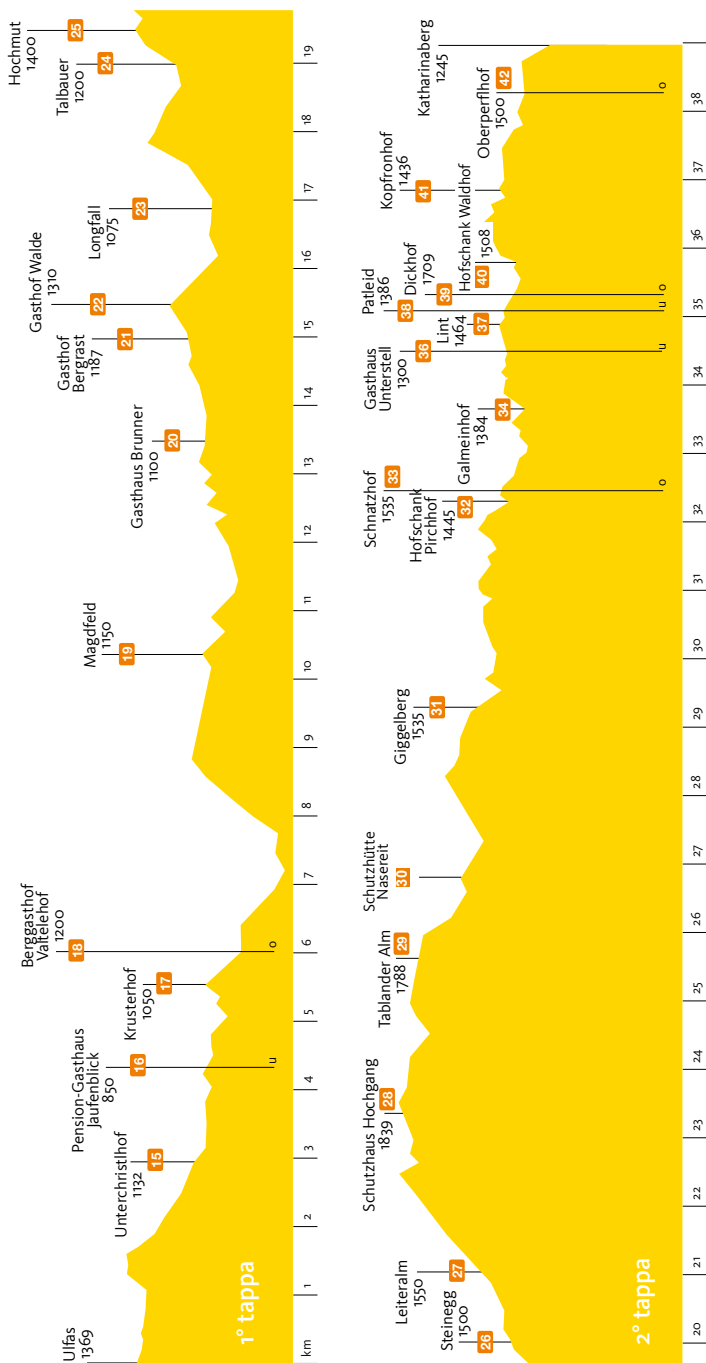 1° tappa
Ulfas
1369
15
Unterchristlhof
1132
16
Pension-Gasthaus
Jaufenblick
850
u
17
Krusterhof
1050
18
Berggasthof
Valtelehof
1200
o
19
Magdfeld
1150
20
Gasthaus Brunner
1100
21
Gasthof
Bergrast
1187
22
Gasthof Walde
1310
23
Longfall
1075
24
Talbauer
1200
25
Hochmut
1400
km
1
2
3
4
5
6
7
8
9
10
11
12
13
14
15
16
17
18
19
2° tappa
26
Steinegg
1500
27
Leiteralm
1550
28
Schutzhaus Hochgang
1839
29
Tablander Alm
1788
30
Schutzhütte
Nasereit
31
Giggelberg
1535
32
Hofschank
Pirchhof
1445
33
Schnatzhof
1535
o
34
Galmeinhof
1384
36
Gasthaus
Unterstell
1300
u
37
Lint
1464
38
Patleid
1386
u
39
Dickhof
1709
o
40
Hofschank Waldhof
1508
41
Kopfronhof
1436
42
Oberperflhof
1500
o
Katharinaberg
1245
20
21
22
23
24
25
26
27
28
29
30
31
32
33
34
35
36
37
38